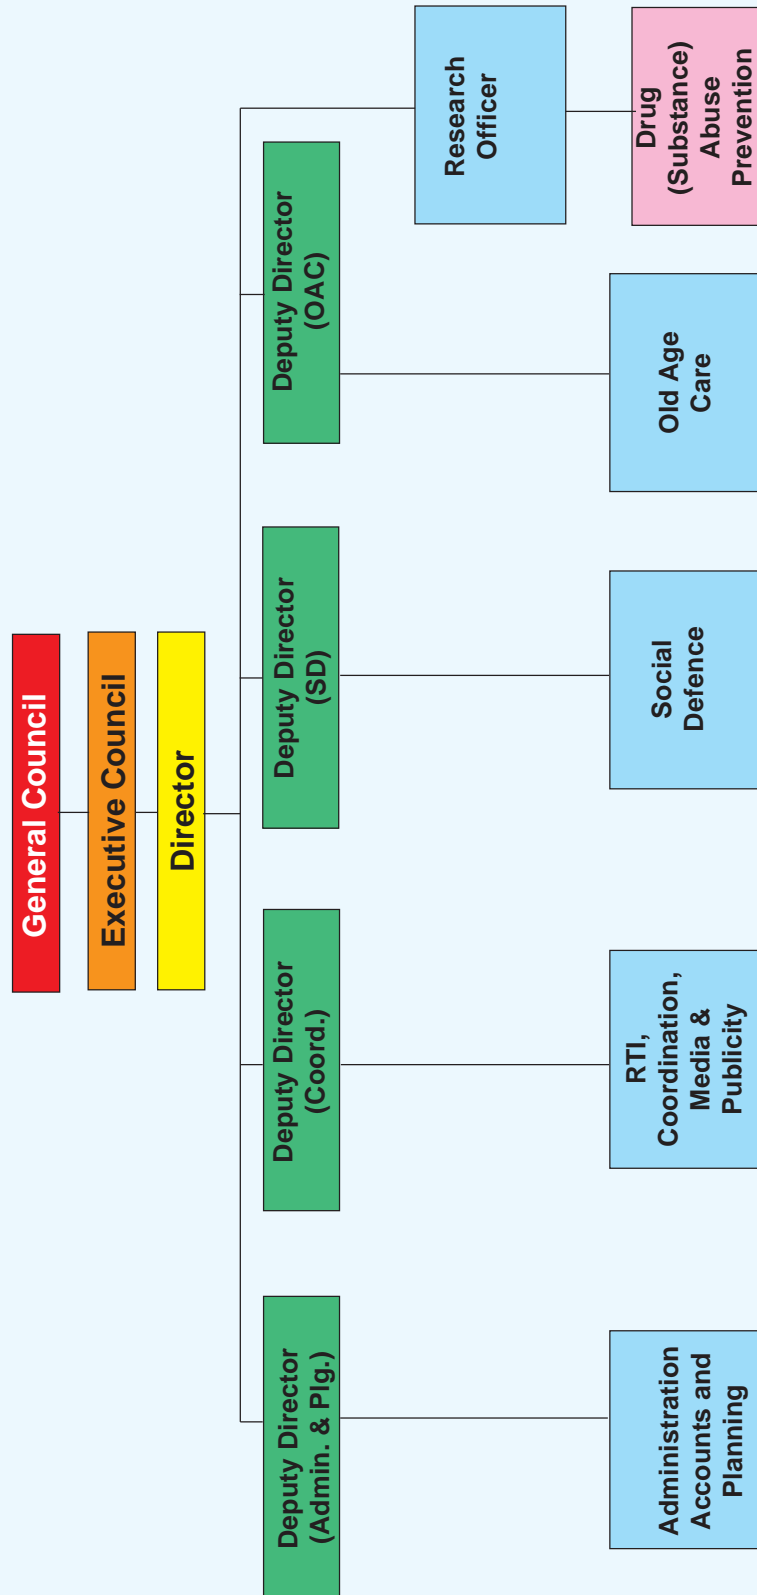 General Council
Executive Council
Director
Deputy Director
(Admin. & Plg.)
Deputy Director
(Coord.)
Deputy Director
(SD)
Deputy Director
(OAC)
Research
Officer
Administration
Accounts and
Planning
RTI,
Coordination,
Media &
Publicity
Social
Defence
Old Age
Care
Drug
(Substance)
Abuse
Prevention